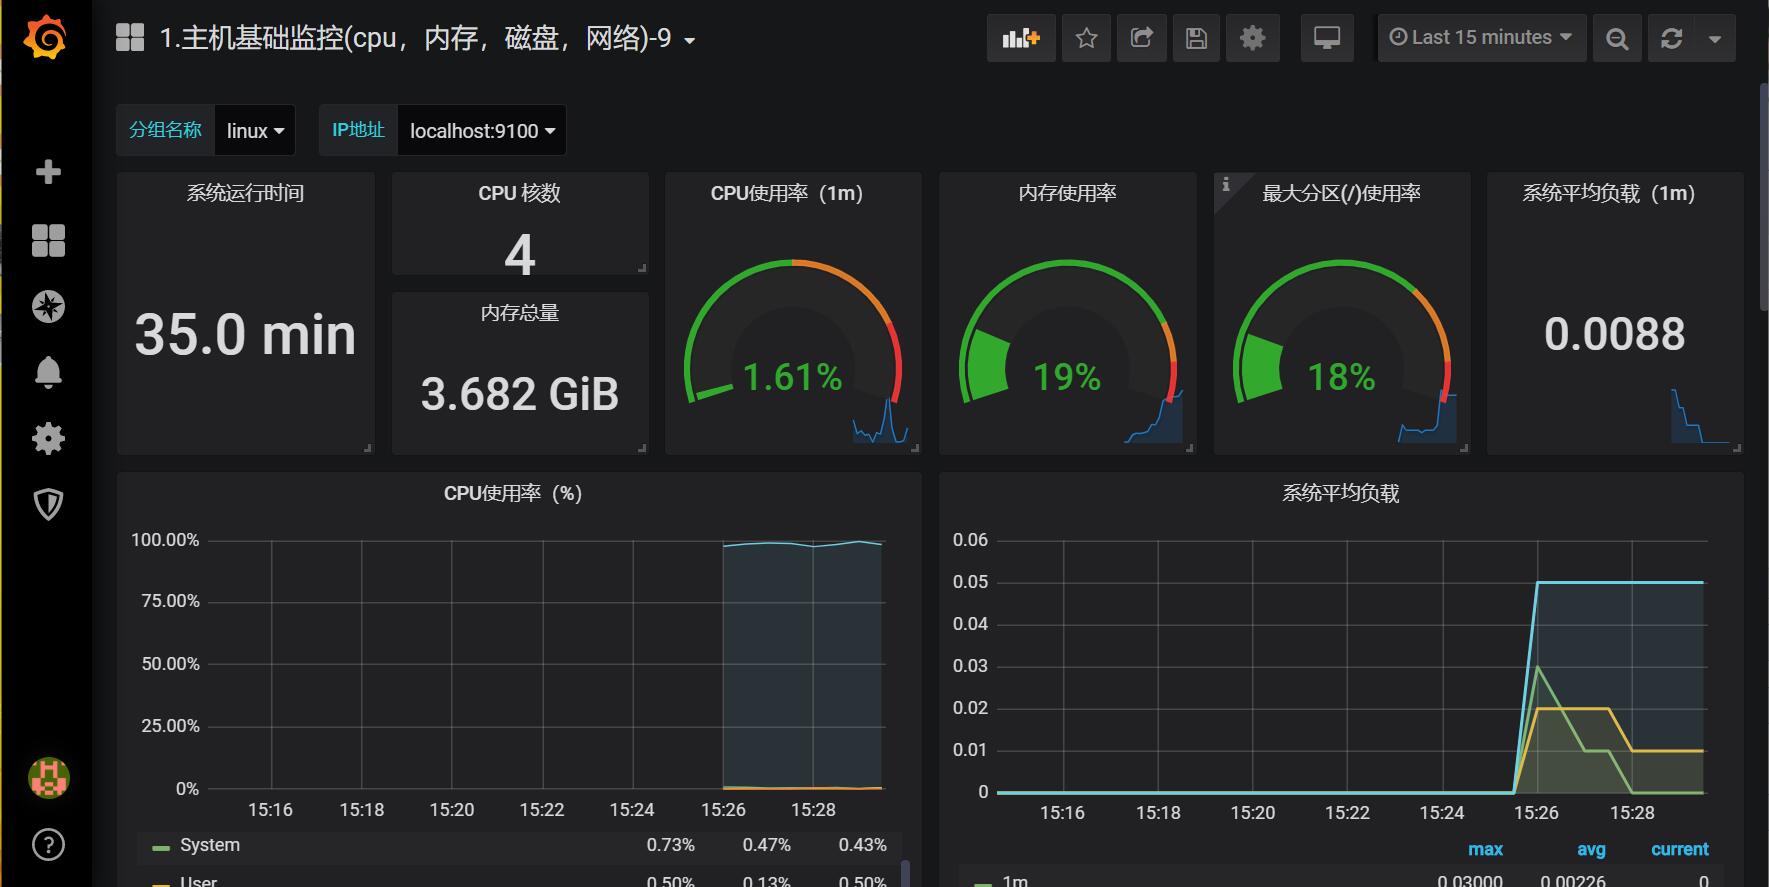 1.主机基础监控(cpu，内存，磁盘，网络)-9
Last 15 minutes
分组名称 linux IP地址 localhost:9100
系统运行时间
35.0 min
CPU 核数
4
内存总量
3.682 GiB
CPU使用率（1m）
1.61%
内存使用率
19%
i
最大分区(/)使用率
18%
系统平均负载（1m）
0.0088
CPU使用率（%）
100.00%
75.00%
50.00%
25.00%
0%
15:16 15:18 15:20 15:22 15:24 15:26 15:28
System 0.73% 0.47% 0.43%
User 0.50% 0.13% 0.50%
系统平均负载
0.06
0.05
0.04
0.03
0.02
0.01
0
15:16 15:18 15:20 15:22 15:24 15:26 15:28
max avg current
1m 0.03000 0.00226 0